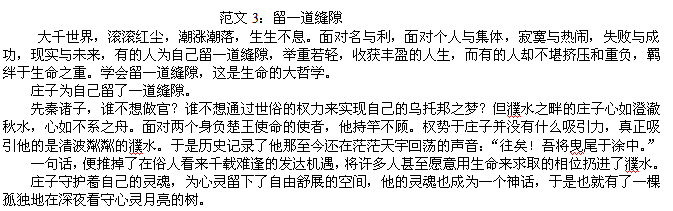 范文3：留一道缝隙
大千世界，滚滚红尘，潮涨潮落，生生不息。面对名与利，面对个人与集体，寂寞与热闹，失败与成
功，现实与未来，有的人为自己留一道缝隙，举重若轻，收获丰盈的人生，而有的人却不堪挤压和重负，羁
绊于生命之重。学会留一道缝隙，这是生命的大哲学。
庄子为自己留了一道缝隙。
先秦诸子，谁不想做官？谁不想通过世俗的权力来实现自己的乌托邦之梦？但濮水之畔的庄子心如澄澈
秋水，心如不系之舟。面对两个身负楚王使命的使者，他持竿不顾。权势于庄子并没有什么吸引力，真正吸
引他的是清波粼粼的濮水。于是历史记录了他那至今还在茫茫天宇回荡的声音：“往矣！吾将曳尾于涂中。”
一句话，便推掉了在俗人看来千载难逢的发达机遇，将许多人甚至愿意用生命来求取的相位扔进了濮水。
庄子守护着自己的灵魂，为心灵留下了自由舒展的空间，他的灵魂也成为一个神话，于是也就有了一棵
孤独地在深夜看守心灵月亮的树。